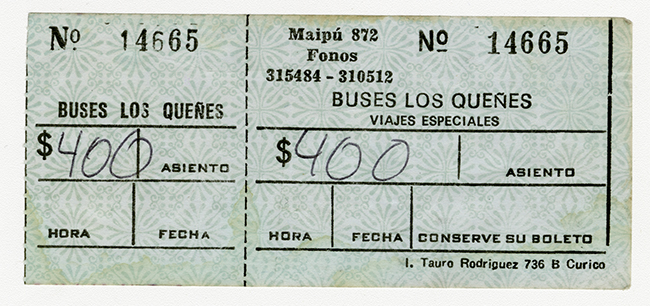 Nº 14665
BUSES LOS QUEÑES
$400
ASIENTO
HORA FECHA
Maipú 872
Fonos
315484 - 310512
Nº 14665
BUSES LOS QUEÑES
VIAJES ESPECIALES
$400
ASIENTO
HORA FECHA CONSERVE SU BOLETO
I. Tauro Rodriguez 736 B Curico